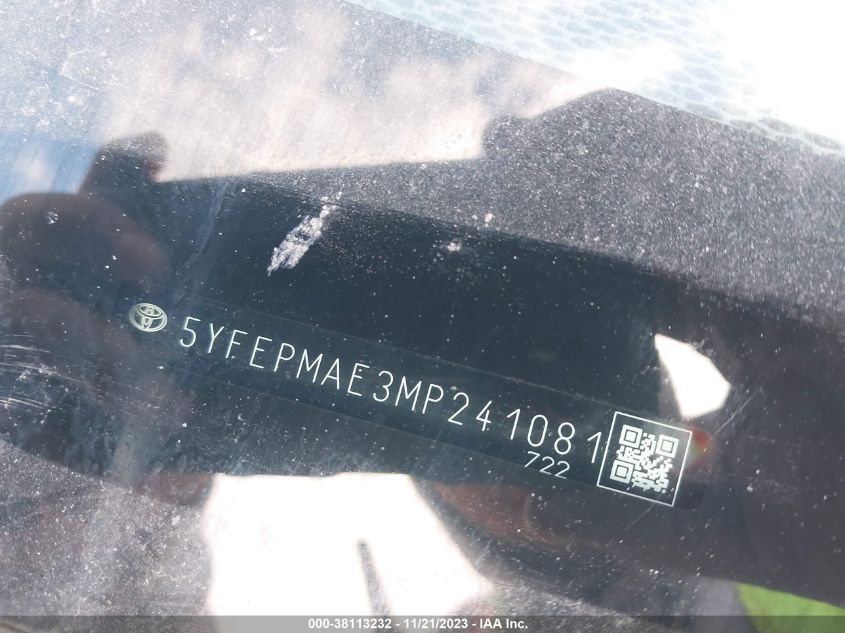 5YFEPMAE3MP241081
722
000-38113232 - 11/21/2023 - IAA Inc.